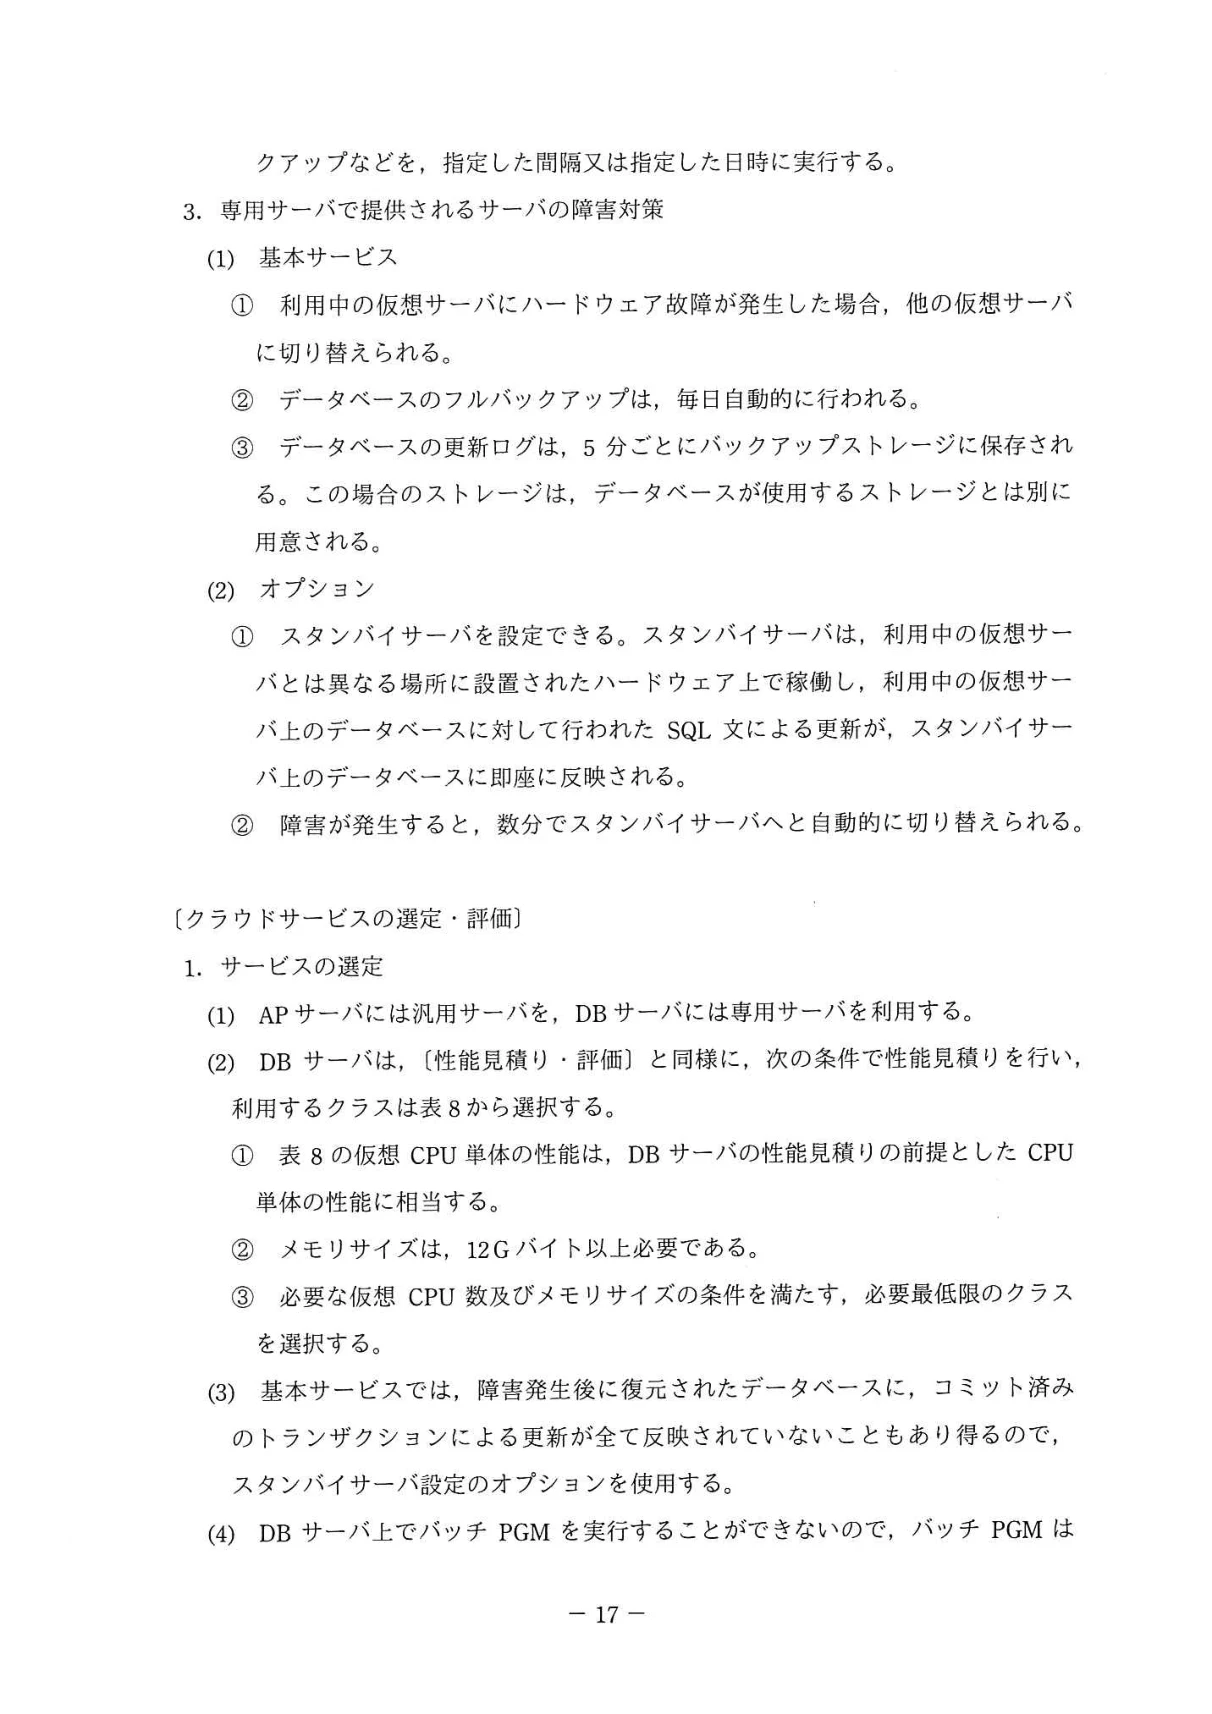 クアップなどを，指定した間隔又は指定した日時に実行する。
3．専用サーバで提供されるサーバの障害対策
(1) 基本サービス
① 利用中の仮想サーバにハードウェア故障が発生した場合，他の仮想サーバ
に切り替えられる。
② データベースのフルバックアップは，毎日自動的に行われる。
③ データベースの更新ログは，5 分ごとにバックアップストレージに保存され
る。この場合のストレージは，データベースが使用するストレージとは別に
用意される。
(2) オプション
① スタンバイサーバを設定できる。スタンバイサーバは，利用中の仮想サー
バとは異なる場所に設置されたハードウェア上で稼働し，利用中の仮想サー
バ上のデータベースに対して行われた SQL 文による更新が，スタンバイサー
バ上のデータベースに即座に反映される。
② 障害が発生すると，数分でスタンバイサーバへと自動的に切り替えられる。
〔クラウドサービスの選定・評価〕
1．サービスの選定
(1) AP サーバには汎用サーバを，DB サーバには専用サーバを利用する。
(2) DB サーバは，〔性能見積り・評価〕と同様に，次の条件で性能見積りを行い，
利用するクラスは表 8 から選択する。
① 表 8 の仮想 CPU 単体の性能は，DB サーバの性能見積りの前提とした CPU
単体の性能に相当する。
② メモリサイズは，12 G バイト以上必要である。
③ 必要な仮想 CPU 数及びメモリサイズの条件を満たす，必要最低限のクラス
を選択する。
(3) 基本サービスでは，障害発生後に復元されたデータベースに，コミット済み
のトランザクションによる更新が全て反映されていないこともあり得るので，
スタンバイサーバ設定のオプションを使用する。
(4) DB サーバ上でバッチ PGM を実行することができないので，バッチ PGM は
－ 17 －